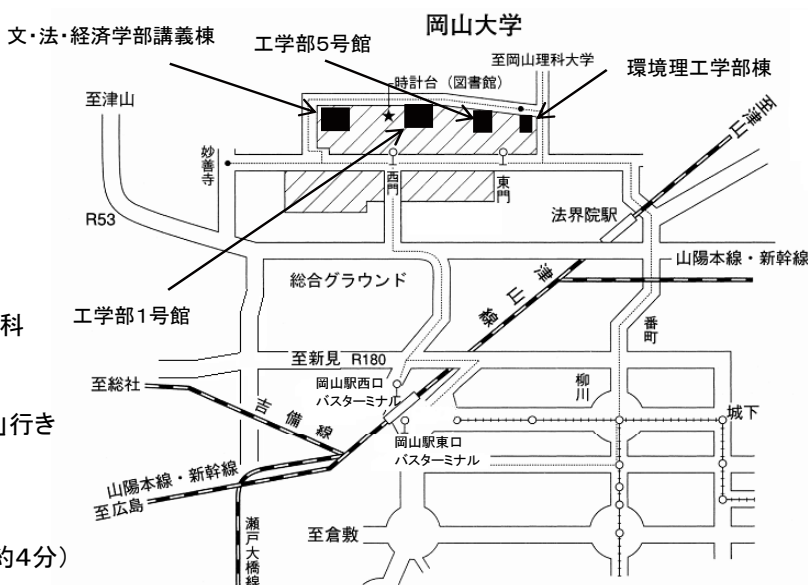 岡山大学
文・法・経済学部講義棟
工学部5号館
至岡山理科大学
環境理工学部棟
時計台（図書館）
至津山
至津山
妙善寺
西門
東門
法界院駅
R53
山陽本線・新幹線
総合グラウンド
津山線
工学部1号館
科
番町
至新見 R180
至総社
岡山駅西口
バスターミナル
柳川
城下
吉備線
」行き
岡山駅東口
バスターミナル
山陽本線・新幹線
至広島
瀬戸大橋線
至倉敷
約4分）